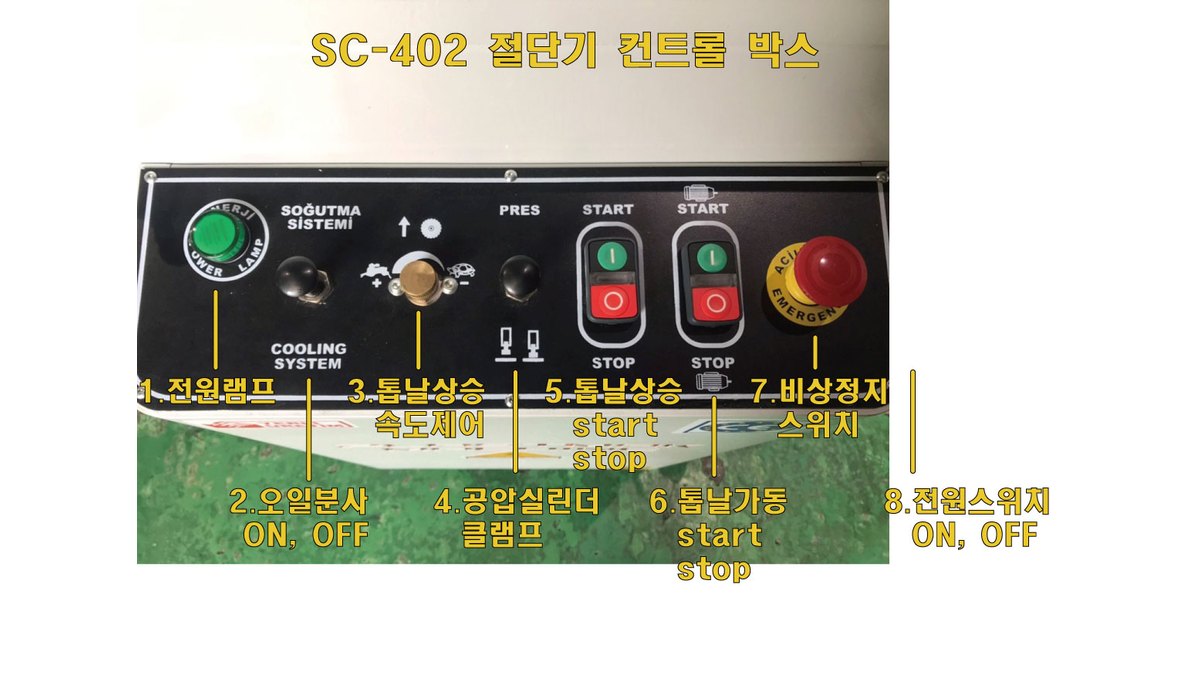 SC-402 절단기 컨트롤 박스
ENERJİ
POWER LAMP
SOĞUTMA
SİSTEMİ
PRES
START
START
ACİL
EMERGEN
+
-
COOLING
SYSTEM
STOP
STOP
1.전원램프
3.톱날상승
속도제어
5.톱날상승
start
stop
7.비상정지
스위치
2.오일분사
ON, OFF
4.공압실린더
클램프
6.톱날가동
start
stop
8.전원스위치
ON, OFF